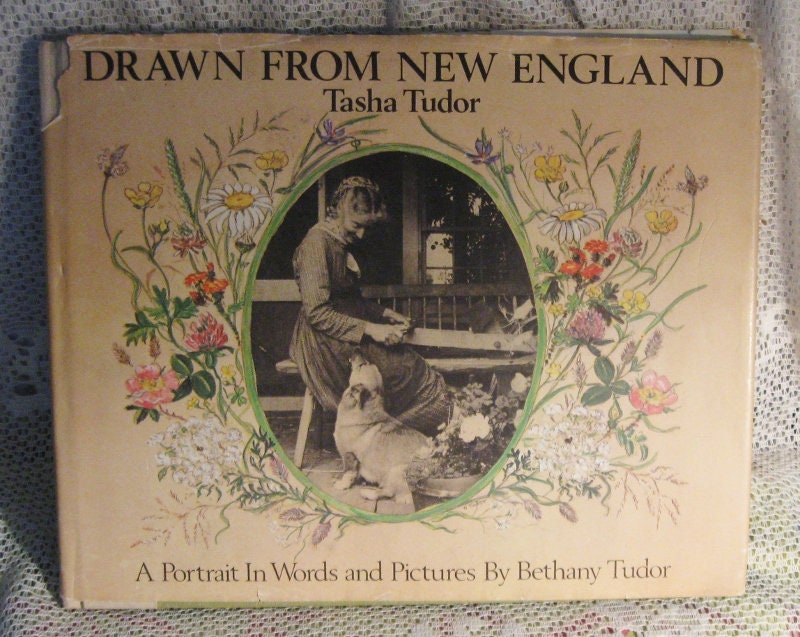 DRAWN FROM NEW ENGLAND
Tasha Tudor
A Portrait In Words and Pictures By Bethany Tudor